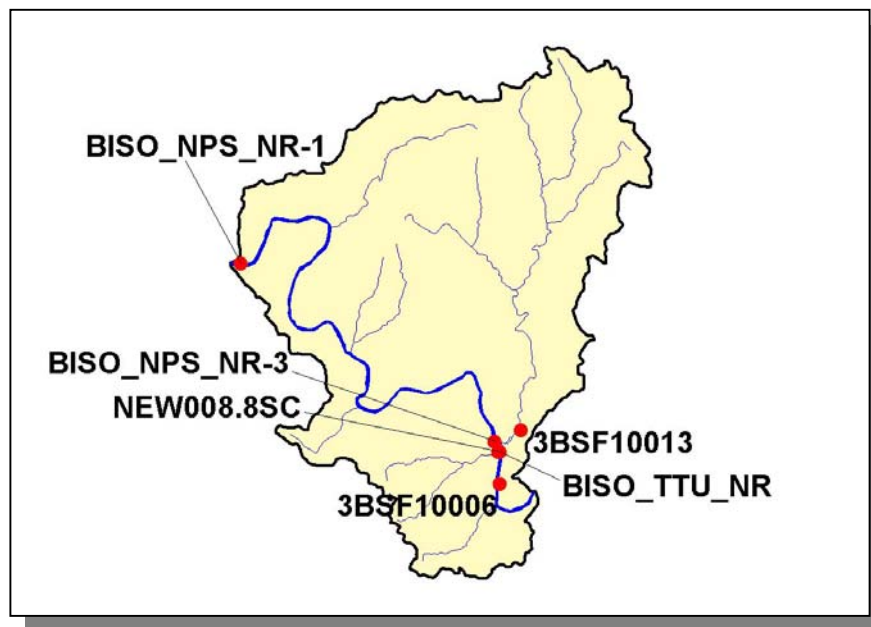 BISO_NPS_NR-1
BISO_NPS_NR-3
NEW008.8SC
3BSF10013
BISO_TTU_NR
3BSF10006